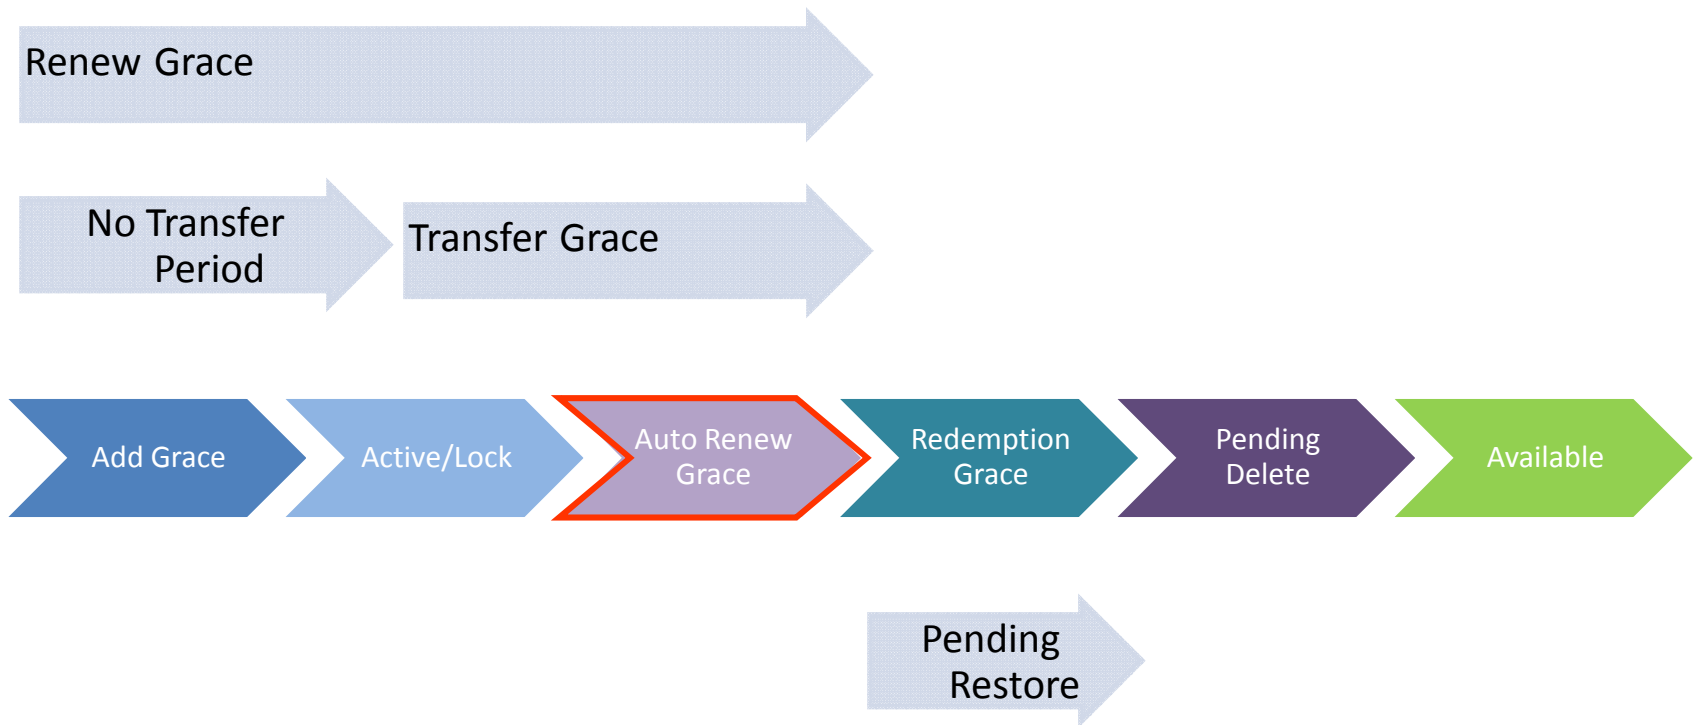 Renew Grace
No Transfer
Period
Transfer Grace
Add Grace
Active/Lock
Auto Renew
Grace
Redemption
Grace
Pending
Delete
Available
Pending
Restore